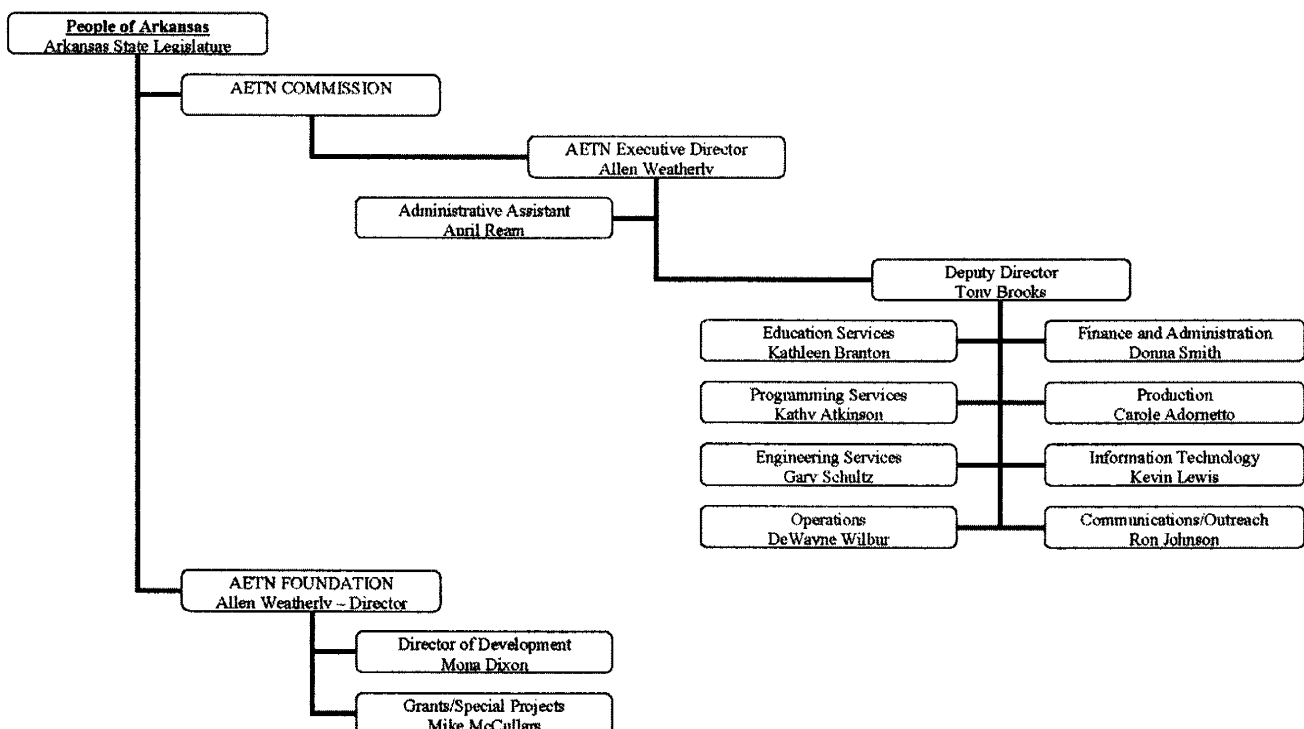 People of Arkansas
Arkansas State Legislature
AETN COMMISSION
AETN Executive Director
Allen Weatherly
Administrative Assistant
April Ream
Deputy Director
Tony Brooks
Education Services
Kathleen Branton
Finance and Administration
Donna Smith
Programming Services
Kathy Atkinson
Production
Carole Adornetto
Engineering Services
Gary Schultz
Information Technology
Kevin Lewis
Operations
DeWayne Wilbur
Communications/Outreach
Ron Johnson
AETN FOUNDATION
Allen Weatherly – Director
Director of Development
Mona Dixon
Grants/Special Projects
Mike McCullars